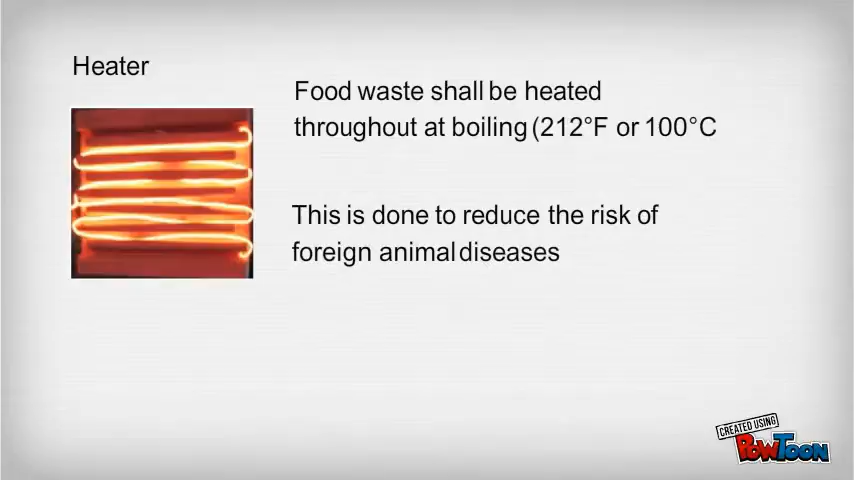 Heater
Food waste shall be heated
throughout at boiling (212°F or 100°C
This is done to reduce the risk of
foreign animal diseases
CREATED USING
POWTOON